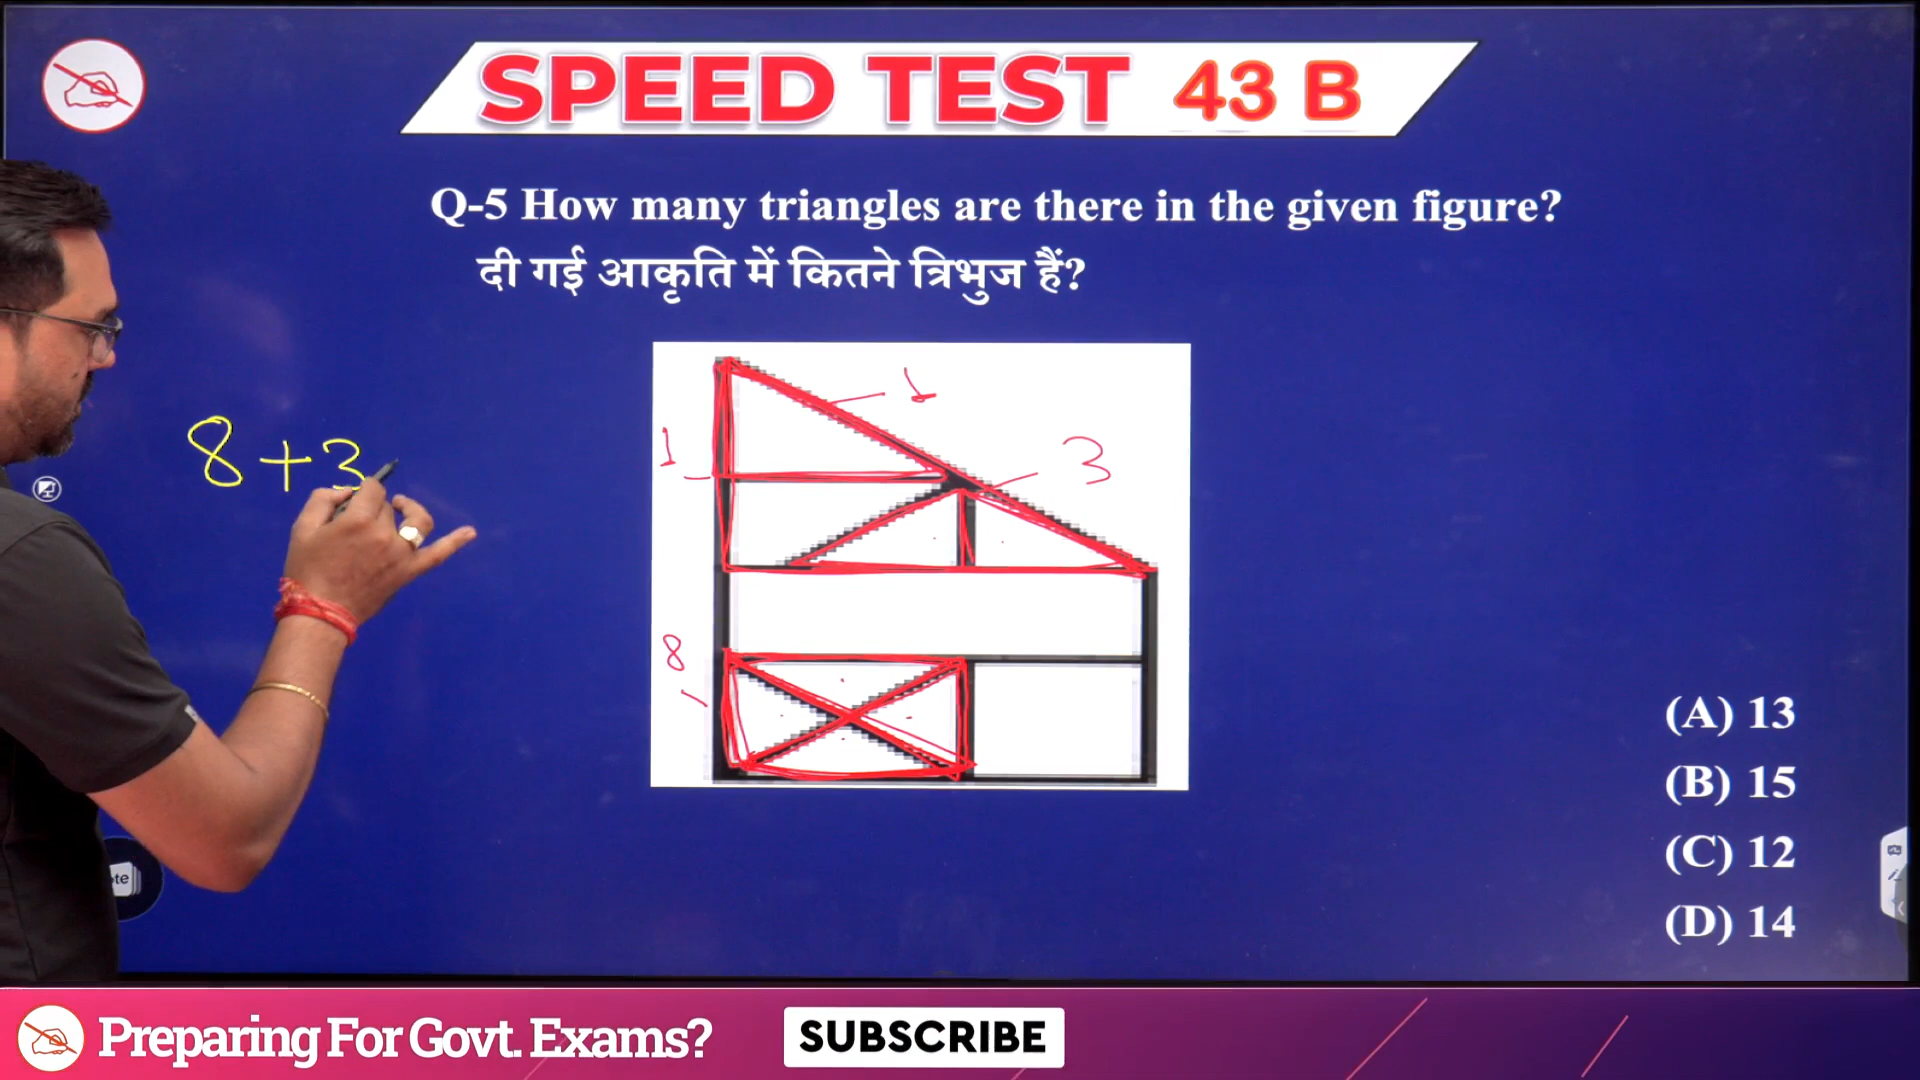 SPEED TEST 43 B
Q-5 How many triangles are there in the given figure?
दी गई आकृति में कितने त्रिभुज हैं?
1
1
3
8+3
8
(A) 13
(B) 15
(C) 12
(D) 14
te
Preparing For Govt. Exams?
SUBSCRIBE